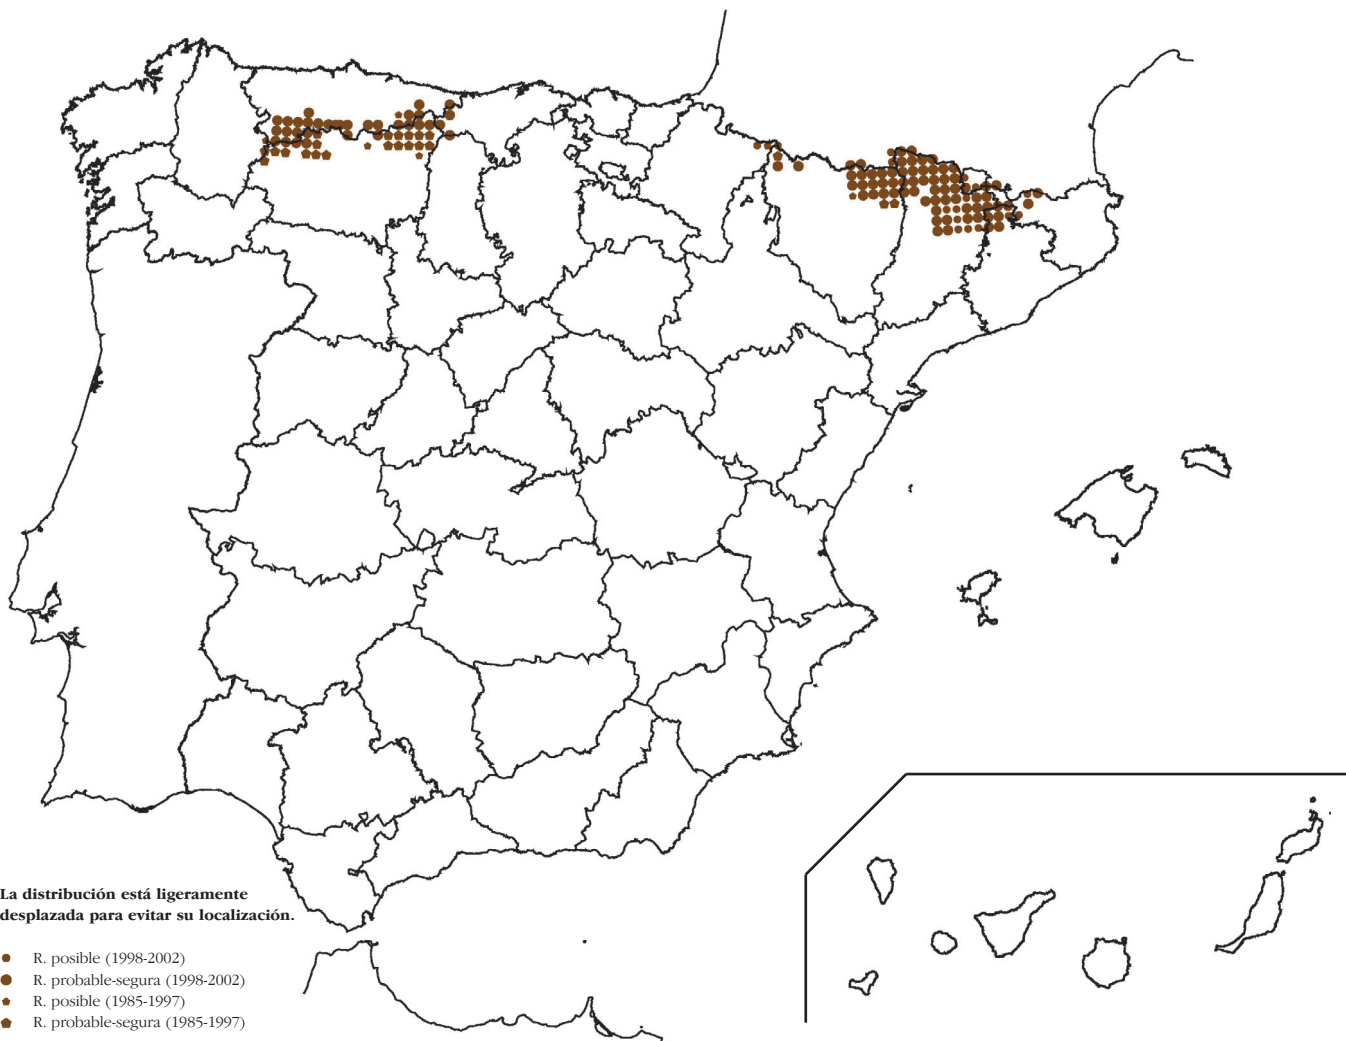 La distribución está ligeramente
desplazada para evitar su localización.
R. posible (1998-2002)
R. probable-segura (1998-2002)
R. posible (1985-1997)
R. probable-segura (1985-1997)